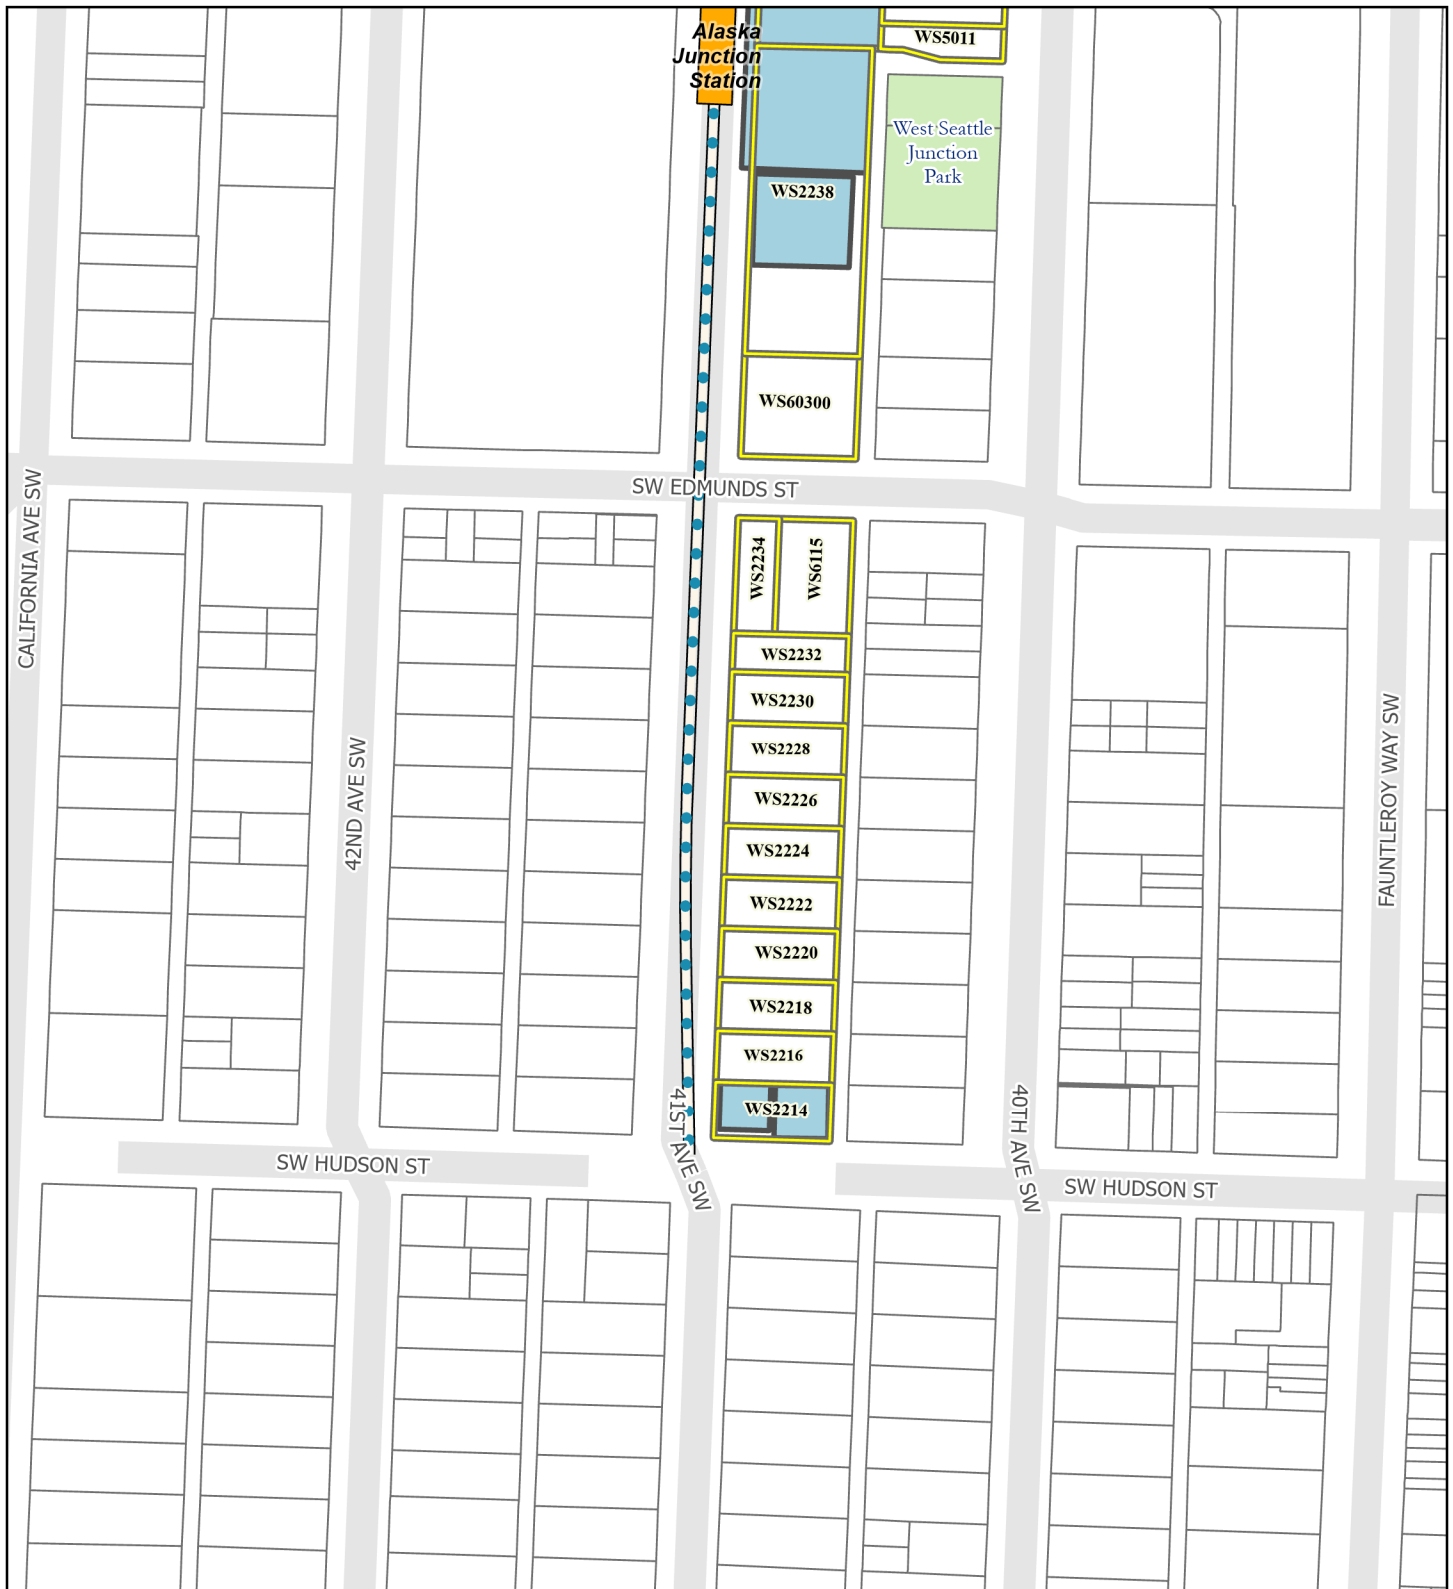 Alaska
Junction
Station
WS5011
West Seattle
Junction
Park
WS2238
WS60300
SW EDMUNDS ST
CALIFORNIA AVE SW
WS2234
WS6115
WS2232
WS2230
WS2228
WS2226
WS2224
WS2222
WS2220
WS2218
WS2216
WS2214
42ND AVE SW
FAUNTLEROY WAY SW
41ST AVE SW
40TH AVE SW
SW HUDSON ST
SW HUDSON ST